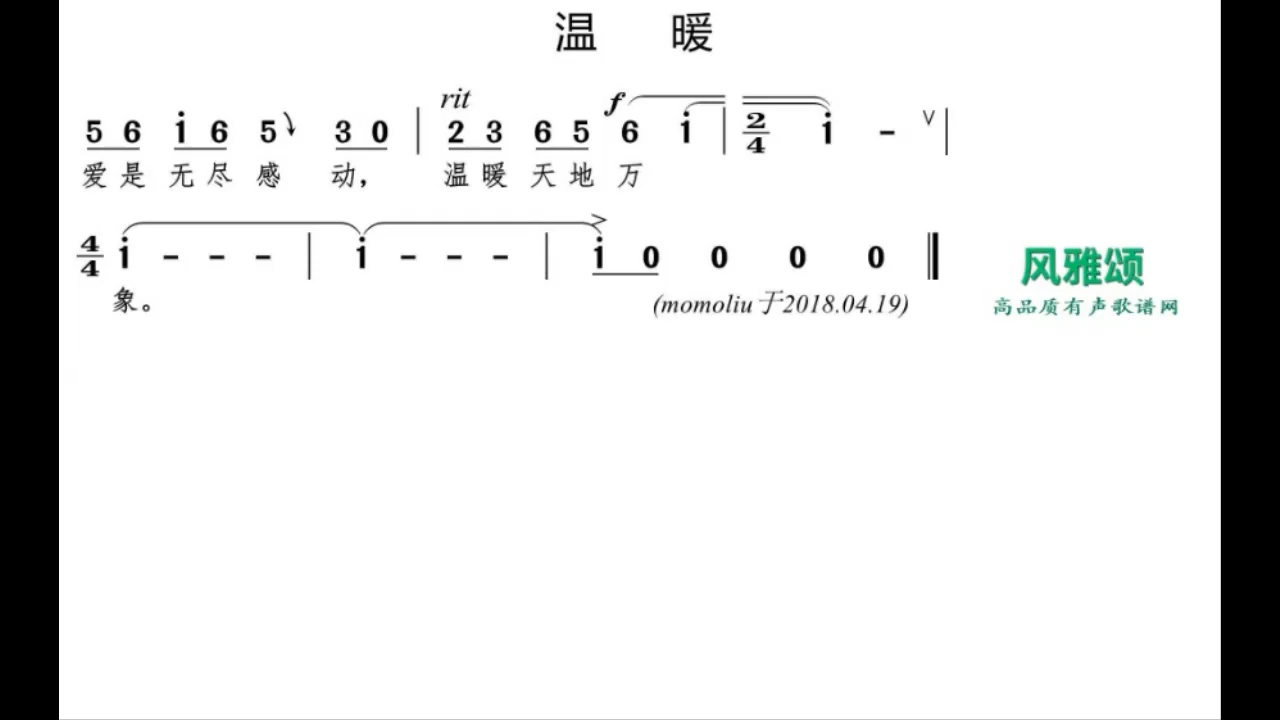 温 暖
rit
f
5 6 i 6 5 3 0 | 2 3 6 5 6 i | 2/4 i - ∨ |
爱是无尽感 动， 温暖天地万
4/4 i - - - | i - - - | i 0 0 0 0 ‖
>
象。
(momoliu于2018.04.19)
风雅颂
高品质有声歌谱网